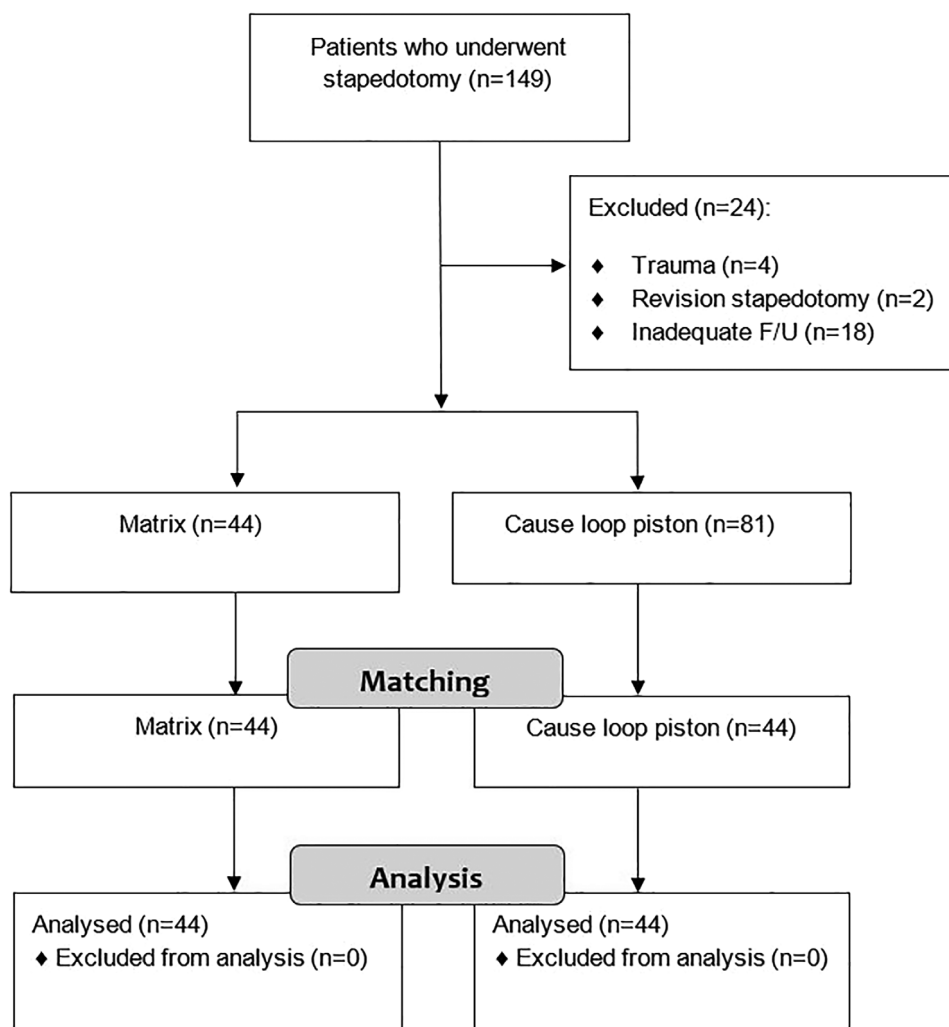 Patients who underwent
stapedotomy (n=149)
Excluded (n=24):
♦ Trauma (n=4)
♦ Revision stapedotomy (n=2)
♦ Inadequate F/U (n=18)
Matrix (n=44)
Cause loop piston (n=81)
Matching
Matrix (n=44)
Cause loop piston (n=44)
Analysis
Analysed (n=44)
♦ Excluded from analysis (n=0)
Analysed (n=44)
♦ Excluded from analysis (n=0)